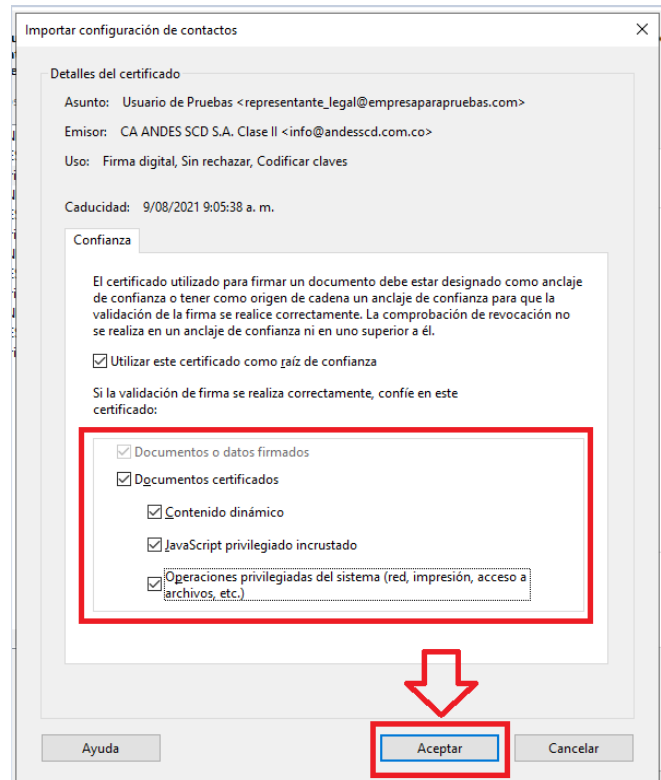 Importar configuración de contactos
Detalles del certificado
Asunto: Usuario de Pruebas <representante_legal@empresaparapruebas.com>
Emisor: CA ANDES SCD S.A. Clase II <info@andesscd.com.co>
Uso: Firma digital, Sin rechazar, Codificar claves
Caducidad: 9/08/2021 9:05:38 a. m.
Confianza
El certificado utilizado para firmar un documento debe estar designado como anclaje
de confianza o tener como origen de cadena un anclaje de confianza para que la
validación de la firma se realice correctamente. La comprobación de revocación no
se realiza en un anclaje de confianza ni en uno superior a él.
Utilizar este certificado como raíz de confianza
Si la validación de firma se realiza correctamente, confíe en este
certificado:
Documentos o datos firmados
Documentos certificados
Contenido dinámico
JavaScript privilegiado incrustado
Operaciones privilegiadas del sistema (red, impresión, acceso a
archivos, etc.)
Ayuda
Aceptar
Cancelar